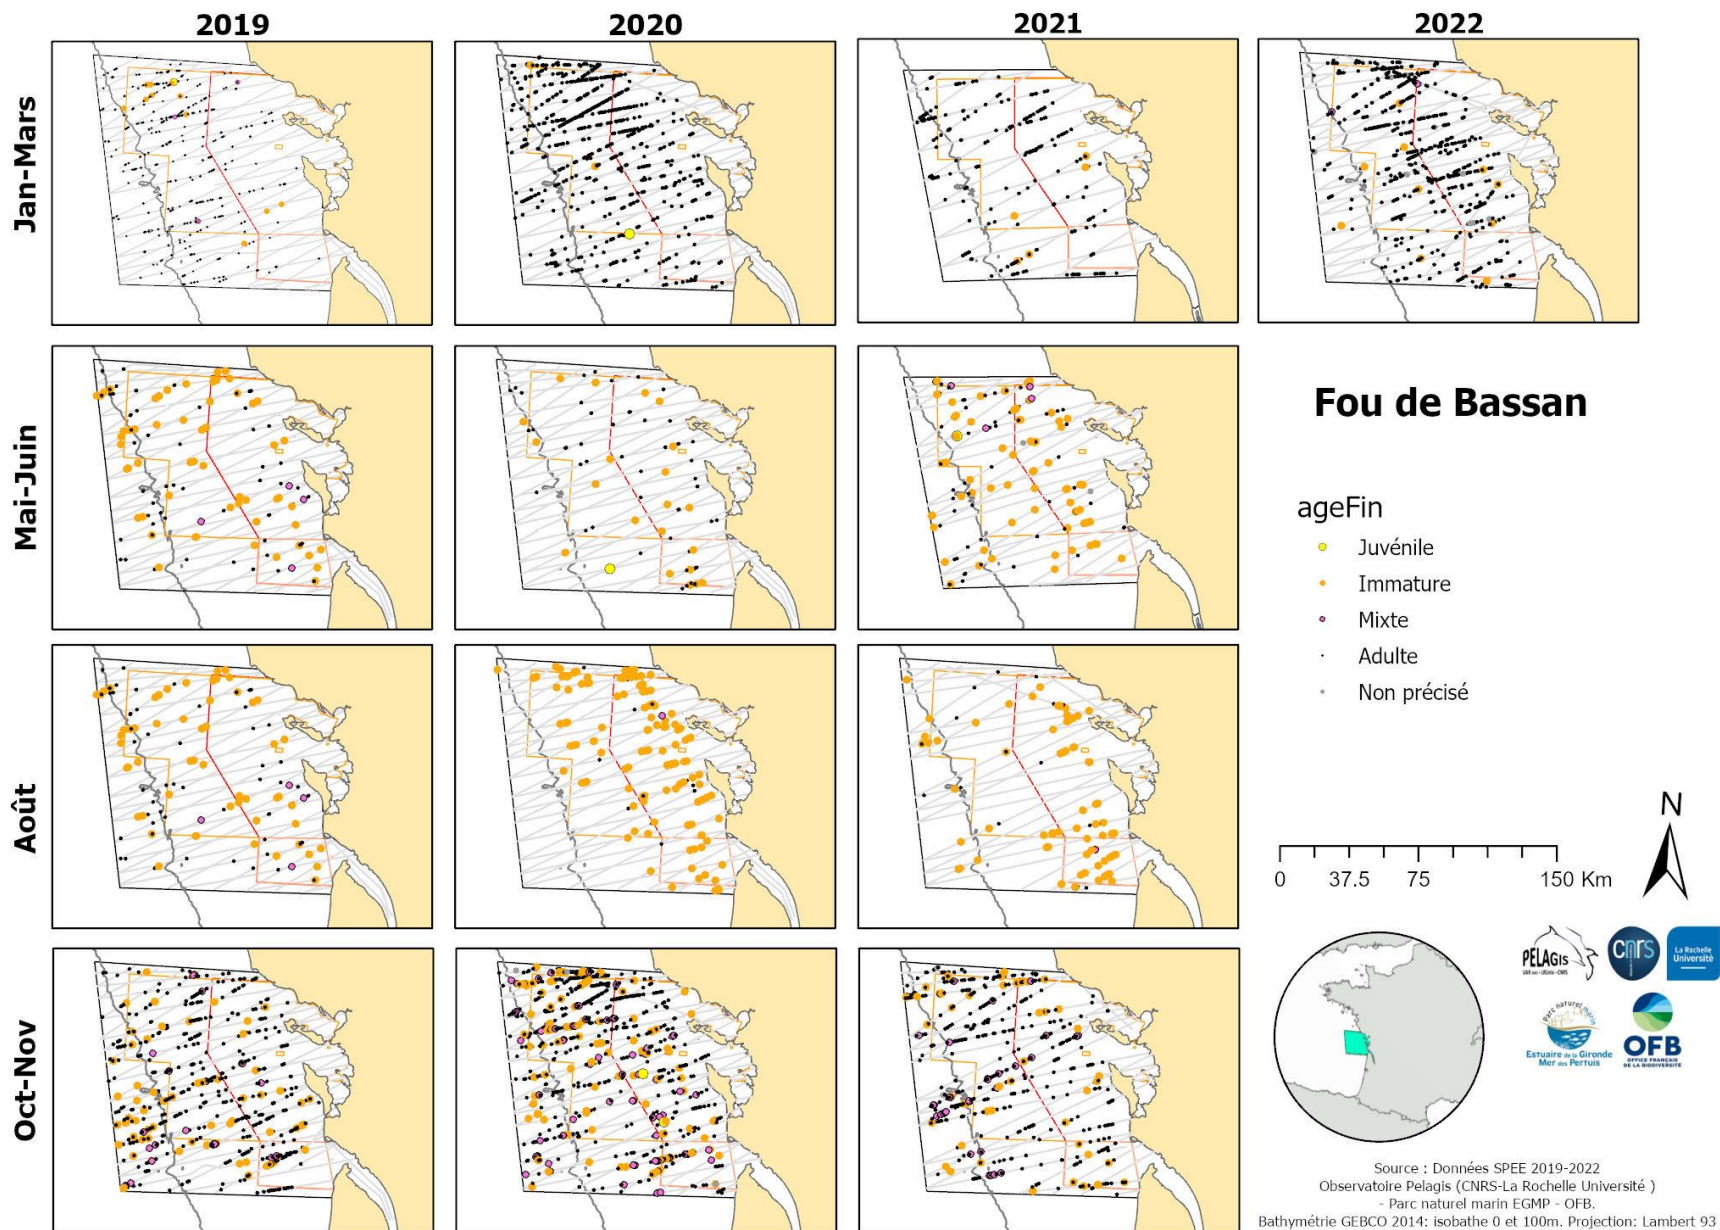 2019
2020
2021
2022
Jan-Mars
Mai-Juin
Août
Oct-Nov
Fou de Bassan
ageFin
Juvénile
Immature
Mixte
Adulte
Non précisé
N
0 37.5 75 150 Km
PELAGIS
cnrs
La Rochelle
Université
Parc naturel marin
Estuaire de la Gironde
Mer des Pertuis
OFB
OFFICE FRANÇAIS
DE LA BIODIVERSITÉ
Source : Données SPEE 2019-2022
Observatoire Pelagis (CNRS-La Rochelle Université )
- Parc naturel marin EGMP - OFB.
Bathymétrie GEBCO 2014: isobathe 0 et 100m. Projection: Lambert 93